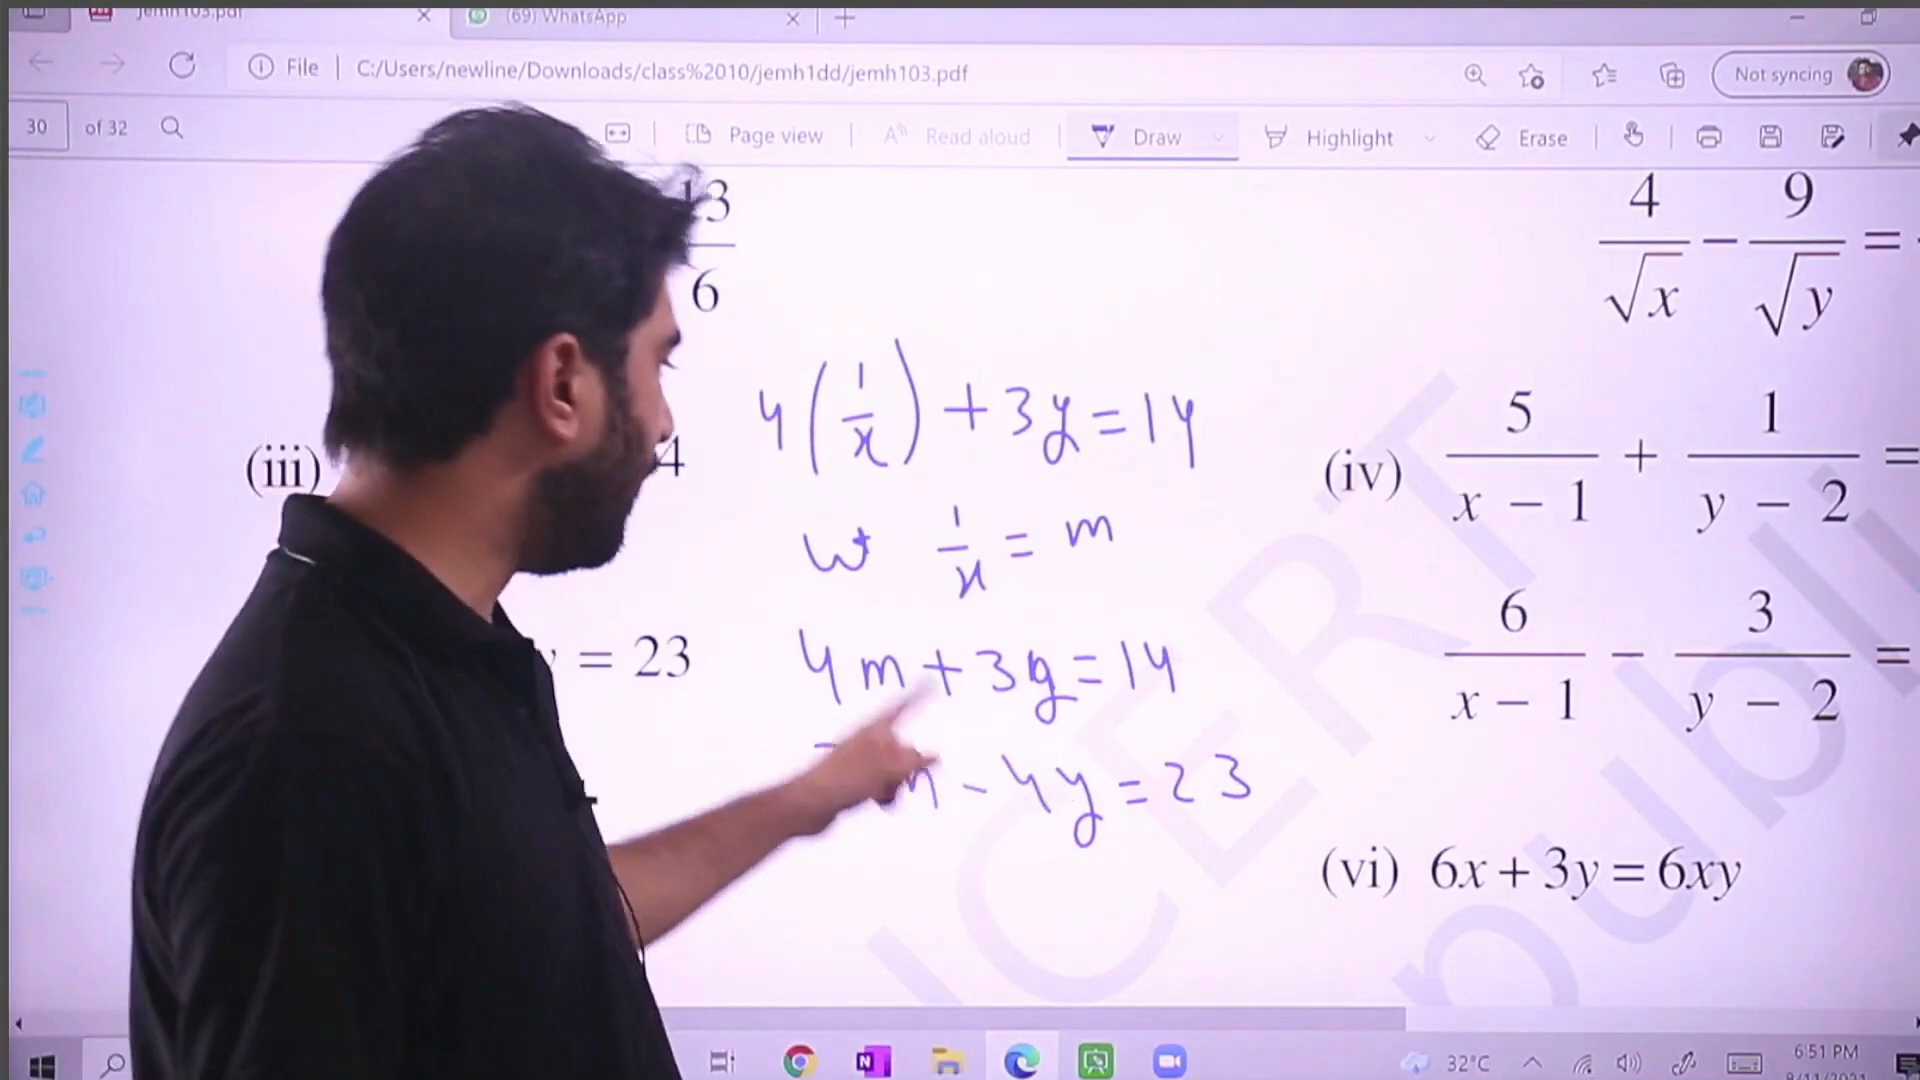 jemh103.pdf
(69) WhatsApp
File C:/Users/newline/Downloads/class%2010/jemh1dd/jemh103.pdf
Not syncing
30 of 32
Page view
Read aloud
Draw
Highlight
Erase
13/6
4/√x − 9/√y =
4(1/x) + 3y = 14
(iii)
4
(iv) 5/(x − 1) + 1/(y − 2) =
let 1/x = m
6/(x − 1) − 3/(y − 2) =
= 23
4m + 3y = 14
m - 4y = 23
(vi) 6x + 3y = 6xy
NCERT
publi
32°C
6:51 PM